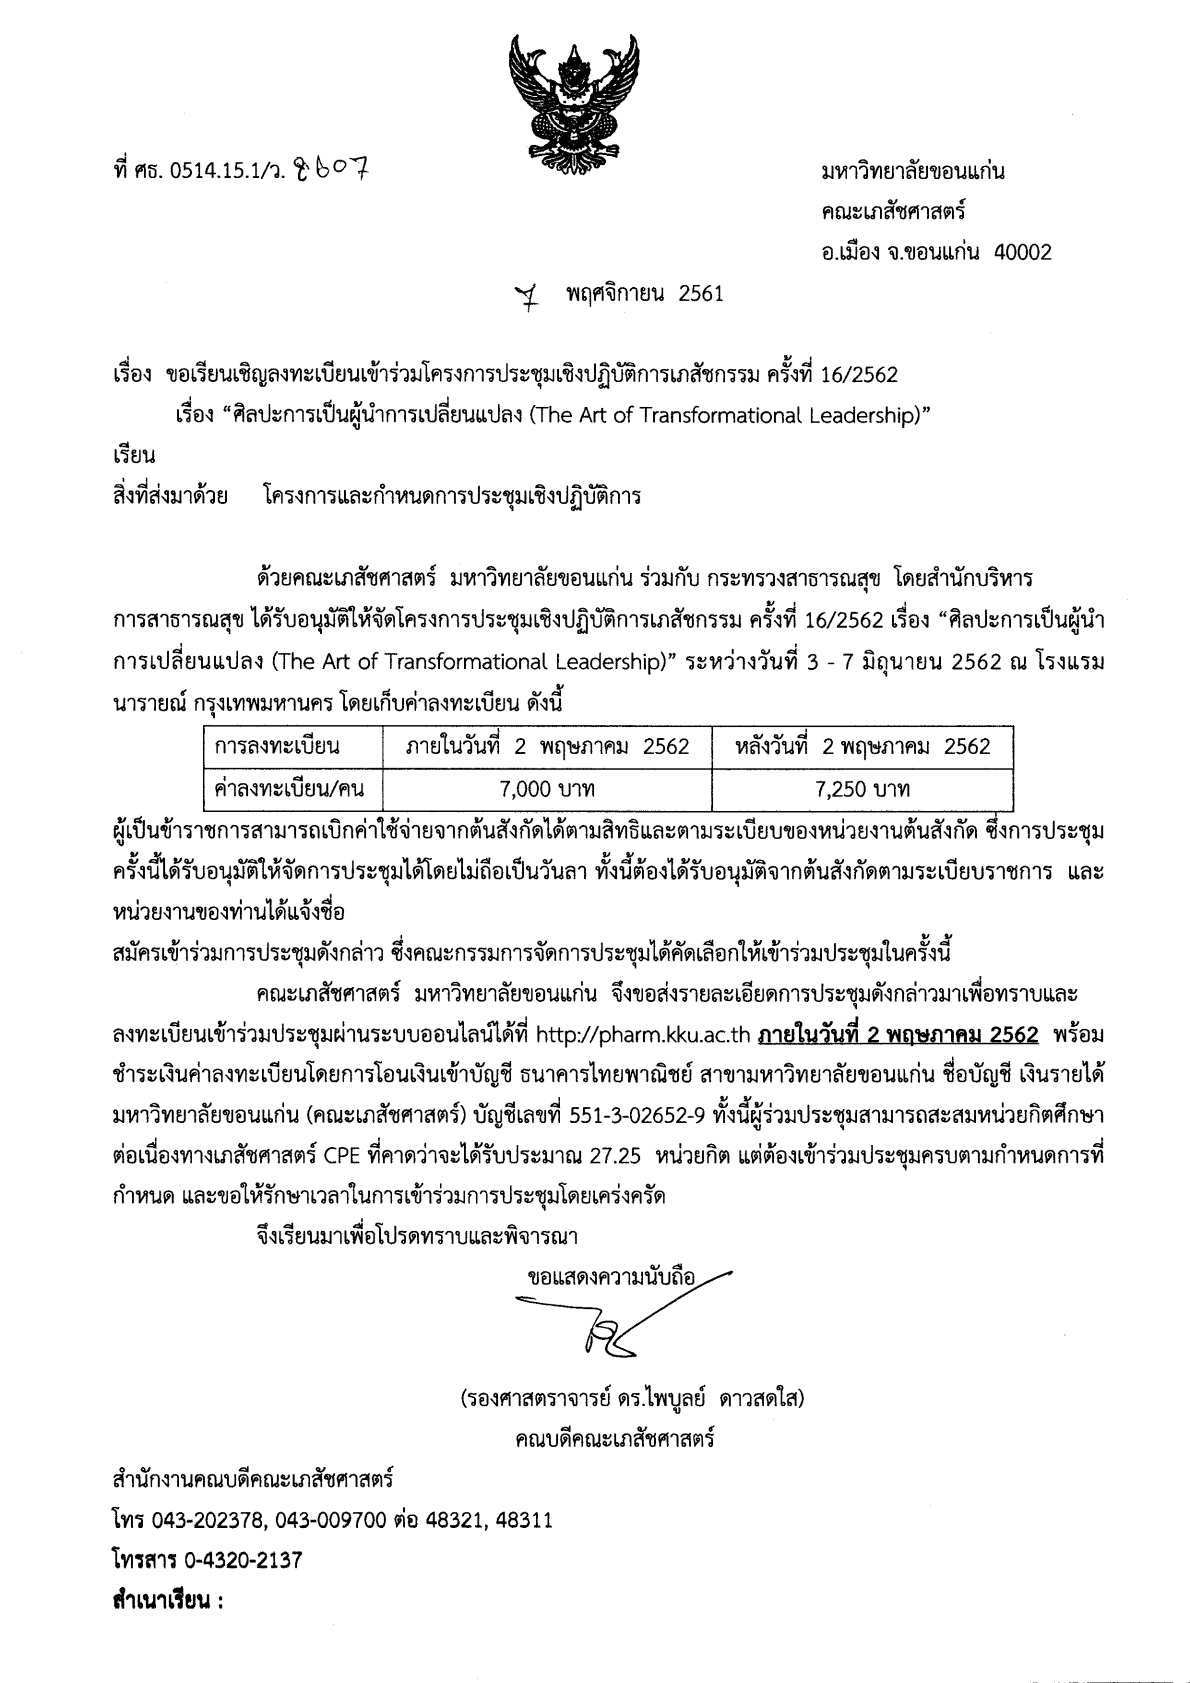 ที่ ศธ. 0514.15.1/ว.
มหาวิทยาลัยขอนแก่น
คณะเภสัชศาสตร์
อ.เมือง จ.ขอนแก่น 40002
พฤศจิกายน 2561
เรื่อง ขอเรียนเชิญลงทะเบียนเข้าร่วมโครงการประชุมเชิงปฏิบัติการเภสัชกรรม ครั้งที่ 16/2562
เรื่อง “ศิลปะการเป็นผู้นำการเปลี่ยนแปลง (The Art of Transformational Leadership)”
เรียน
สิ่งที่ส่งมาด้วย โครงการและกำหนดการประชุมเชิงปฏิบัติการ
ด้วยคณะเภสัชศาสตร์ มหาวิทยาลัยขอนแก่น ร่วมกับ กระทรวงสาธารณสุข โดยสำนักบริหาร
การสาธารณสุข ได้รับอนุมัติให้จัดโครงการประชุมเชิงปฏิบัติการเภสัชกรรม ครั้งที่ 16/2562 เรื่อง “ศิลปะการเป็นผู้นำ
การเปลี่ยนแปลง (The Art of Transformational Leadership)” ระหว่างวันที่ 3 - 7 มิถุนายน 2562 ณ โรงแรม
นารายณ์ กรุงเทพมหานคร โดยเก็บค่าลงทะเบียน ดังนี้
การลงทะเบียน ภายในวันที่ 2 พฤษภาคม 2562 หลังวันที่ 2 พฤษภาคม 2562
ค่าลงทะเบียน/คน 7,000 บาท 7,250 บาท
ผู้เป็นข้าราชการสามารถเบิกค่าใช้จ่ายจากต้นสังกัดได้ตามสิทธิและตามระเบียบของหน่วยงานต้นสังกัด ซึ่งการประชุม
ครั้งนี้ได้รับอนุมัติให้จัดการประชุมได้โดยไม่ถือเป็นวันลา ทั้งนี้ต้องได้รับอนุมัติจากต้นสังกัดตามระเบียบราชการ และ
หน่วยงานของท่านได้แจ้งชื่อ
สมัครเข้าร่วมการประชุมดังกล่าว ซึ่งคณะกรรมการจัดการประชุมได้คัดเลือกให้เข้าร่วมประชุมในครั้งนี้
คณะเภสัชศาสตร์ มหาวิทยาลัยขอนแก่น จึงขอส่งรายละเอียดการประชุมดังกล่าวมาเพื่อทราบและ
ลงทะเบียนเข้าร่วมประชุมผ่านระบบออนไลน์ได้ที่ http://pharm.kku.ac.th ภายในวันที่ 2 พฤษภาคม 2562 พร้อม
ชำระเงินค่าลงทะเบียนโดยการโอนเงินเข้าบัญชี ธนาคารไทยพาณิชย์ สาขามหาวิทยาลัยขอนแก่น ชื่อบัญชี เงินรายได้
มหาวิทยาลัยขอนแก่น (คณะเภสัชศาสตร์) บัญชีเลขที่ 551-3-02652-9 ทั้งนี้ผู้ร่วมประชุมสามารถสะสมหน่วยกิตศึกษา
ต่อเนื่องทางเภสัชศาสตร์ CPE ที่คาดว่าจะได้รับประมาณ 27.25 หน่วยกิต แต่ต้องเข้าร่วมประชุมครบตามกำหนดการที่
กำหนด และขอให้รักษาเวลาในการเข้าร่วมการประชุมโดยเคร่งครัด
จึงเรียนมาเพื่อโปรดทราบและพิจารณา
ขอแสดงความนับถือ
(รองศาสตราจารย์ ดร.ไพบูลย์ ดาวสดใส)
คณบดีคณะเภสัชศาสตร์
สำนักงานคณบดีคณะเภสัชศาสตร์
โทร 043-202378, 043-009700 ต่อ 48321, 48311
โทรสาร 0-4320-2137
สำเนาเรียน :